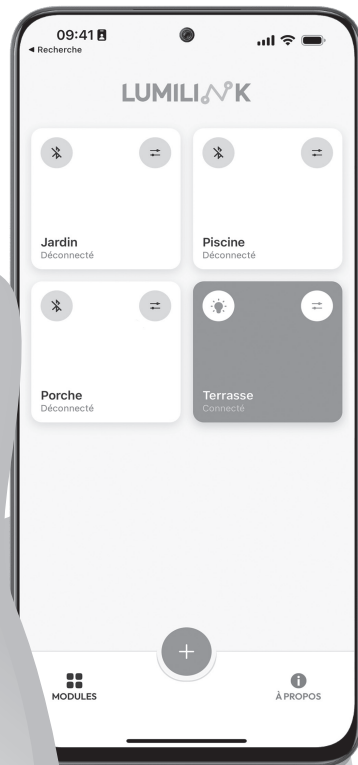 09:41
◀ Recherche
LUMILINK
Jardin
Déconnecté
Piscine
Déconnecté
Porche
Déconnecté
Terrasse
Connecté
MODULES
À PROPOS